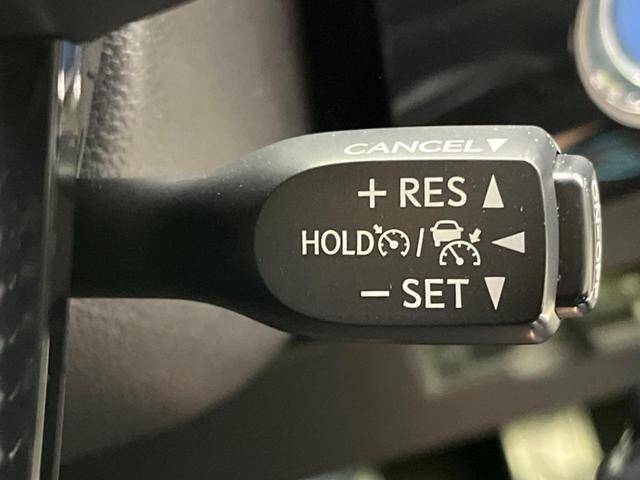 CANCEL▼
+ RES ▲
HOLD / ◀
− SET ▼